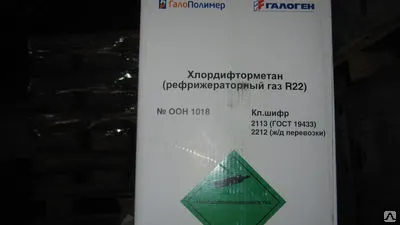 ГалоПолимер ГАЛОГЕН
Хлордифторметан
(рефрижераторный газ R22)
№ ООН 1018 Кл.шифр
2113 (ГОСТ 19433)
2212 (ж/д перевозки)